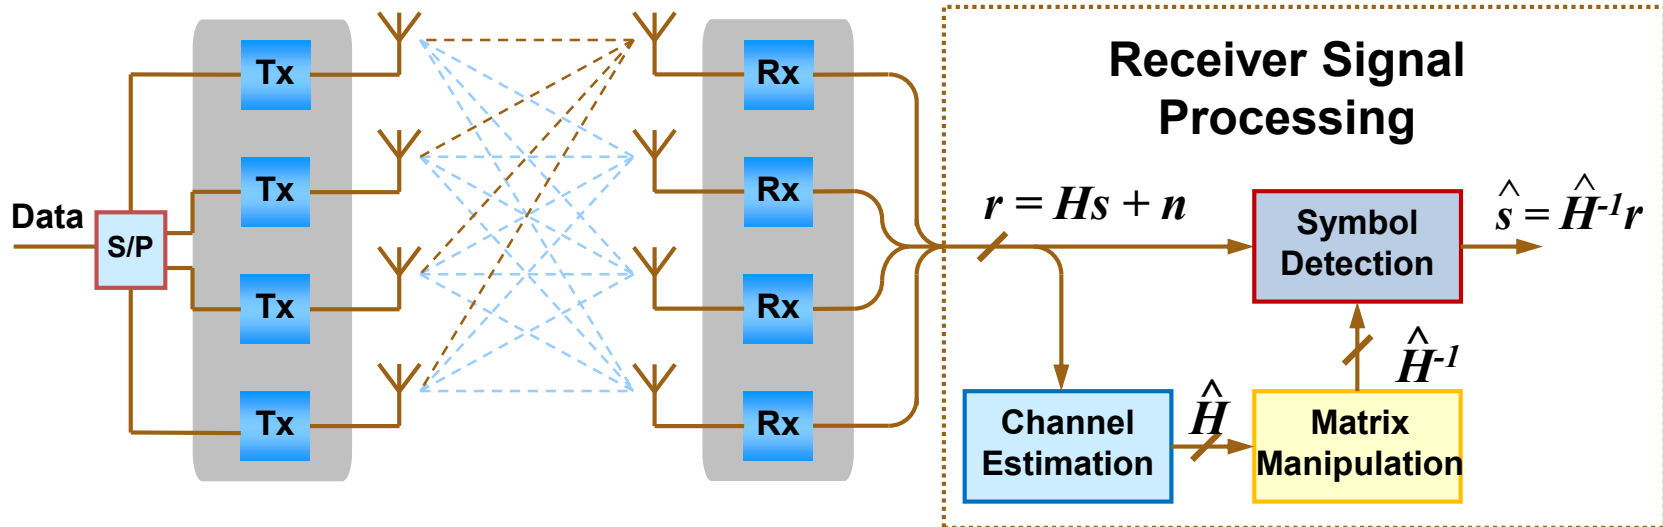 Data
S/P
Tx
Tx
Tx
Tx
Rx
Rx
Rx
Rx
Receiver Signal
Processing
r = Hs + n
Symbol
Detection
ŝ = Ĥ⁻¹r
Ĥ⁻¹
Channel
Estimation
Ĥ
Matrix
Manipulation